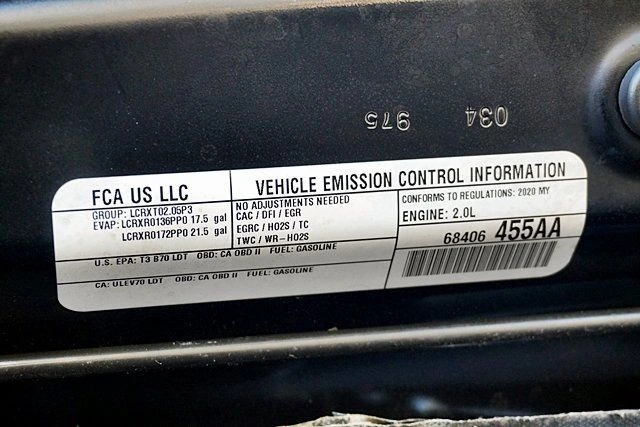 034 975
FCA US LLC
VEHICLE EMISSION CONTROL INFORMATION
GROUP: LCRXT02.05P3
EVAP: LCRXR0136PP0 17.5 gal
LCRXR0172PP0 21.5 gal
NO ADJUSTMENTS NEEDED
CAC / DFI / EGR
EGRC / HO2S / TC
TWC / WR-HO2S
CONFORMS TO REGULATIONS: 2020 MY
ENGINE: 2.0L
68406 455AA
U.S. EPA: T3 B70 LDT OBD: CA OBD II FUEL: GASOLINE
CA: ULEV70 LDT OBD: CA OBD II FUEL: GASOLINE